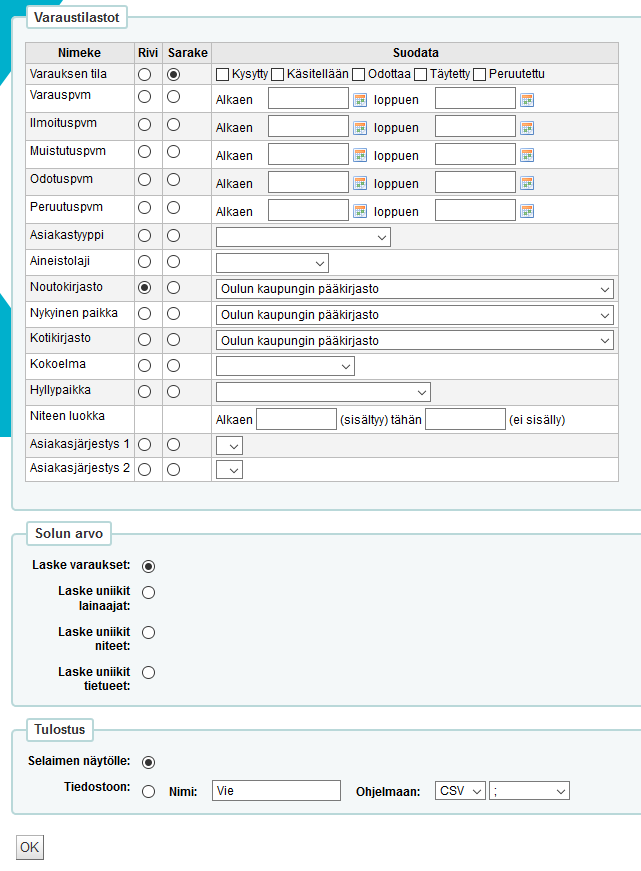 Varaustilastot
Nimeke Rivi Sarake Suodata
Varauksen tila Kysytty Käsitellään Odottaa Täytetty Peruutettu
Varauspvm Alkaen loppuen
Ilmoituspvm Alkaen loppuen
Muistutuspvm Alkaen loppuen
Odotuspvm Alkaen loppuen
Peruutuspvm Alkaen loppuen
Asiakastyyppi
Aineistolaji
Noutokirjasto Oulun kaupungin pääkirjasto
Nykyinen paikka Oulun kaupungin pääkirjasto
Kotikirjasto Oulun kaupungin pääkirjasto
Kokoelma
Hyllypaikka
Niteen luokka Alkaen (sisältyy) tähän (ei sisälly)
Asiakasjärjestys 1
Asiakasjärjestys 2
Solun arvo
Laske varaukset:
Laske uniikit
lainaajat:
Laske uniikit
niteet:
Laske uniikit
tietueet:
Tulostus
Selaimen näytölle:
Tiedostoon: Nimi: Vie Ohjelmaan: CSV ;
OK